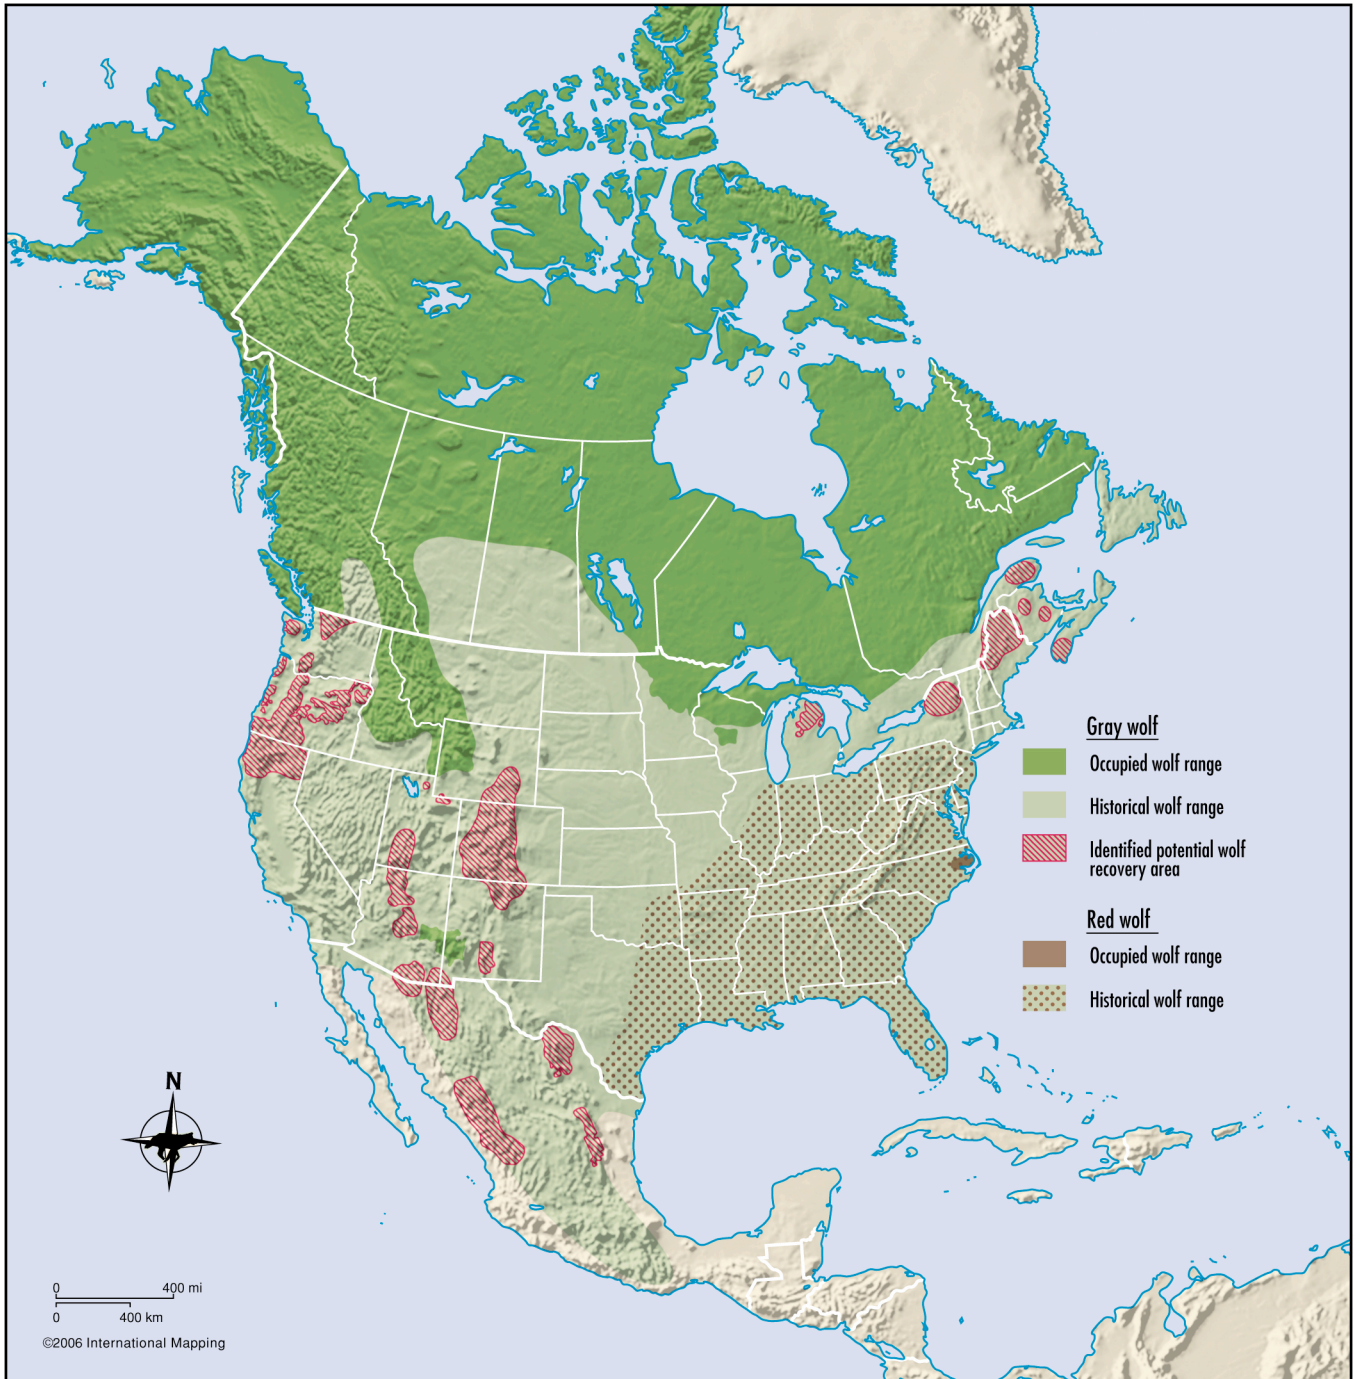 Gray wolf
Occupied wolf range
Historical wolf range
Identified potential wolf
recovery area
Red wolf
Occupied wolf range
Historical wolf range
N
0 400 mi
0 400 km
©2006 International Mapping